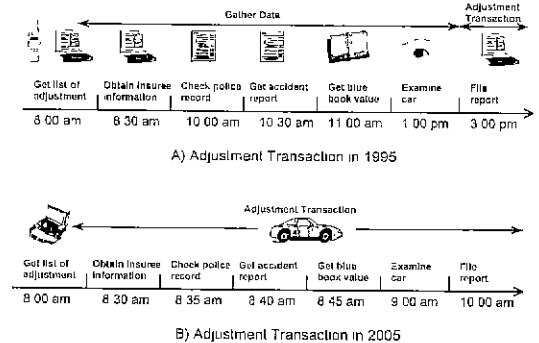 Gather Data
Adjustment
Transaction
Get list of
adjustment
Obtain insuree
information
Check police
record
Get accident
report
Get blue
book value
Examine
car
File
report
8 00 am
8 30 am
10 00 am
10 30 am
11 00 am
1 00 pm
3 00 pm
A) Adjustment Transaction in 1995
Adjustment Transaction
Get list of
adjustment
Obtain insuree
information
Check police
record
Get accident
report
Get blue
book value
Examine
car
File
report
8 00 am
8 30 am
8 35 am
8 40 am
8 45 am
9 00 am
10 00 am
B) Adjustment Transaction in 2005